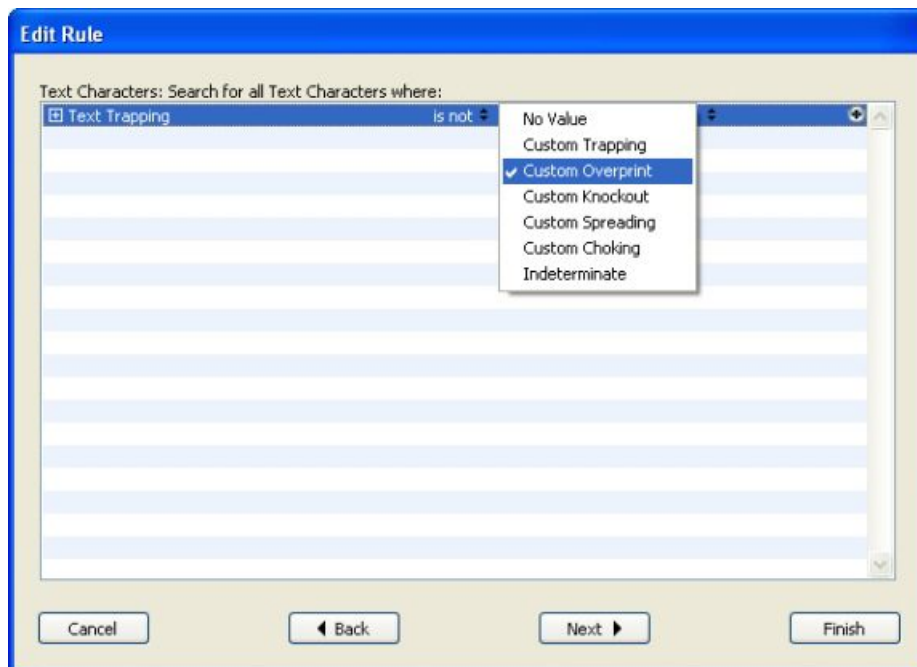 Edit Rule
Text Characters: Search for all Text Characters where:
Text Trapping is not
No Value
Custom Trapping
Custom Overprint
Custom Knockout
Custom Spreading
Custom Choking
Indeterminate
Cancel Back Next Finish